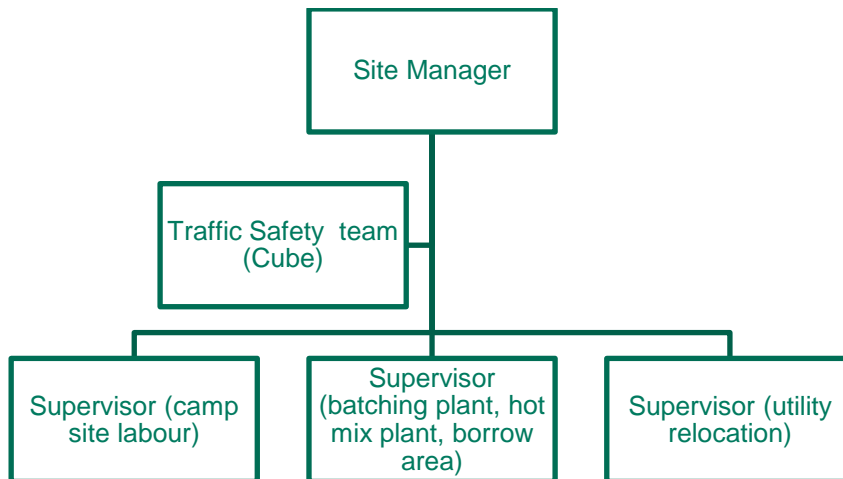 Site Manager
Traffic Safety team
(Cube)
Supervisor (camp
site labour)
Supervisor
(batching plant, hot
mix plant, borrow
area)
Supervisor (utility
relocation)